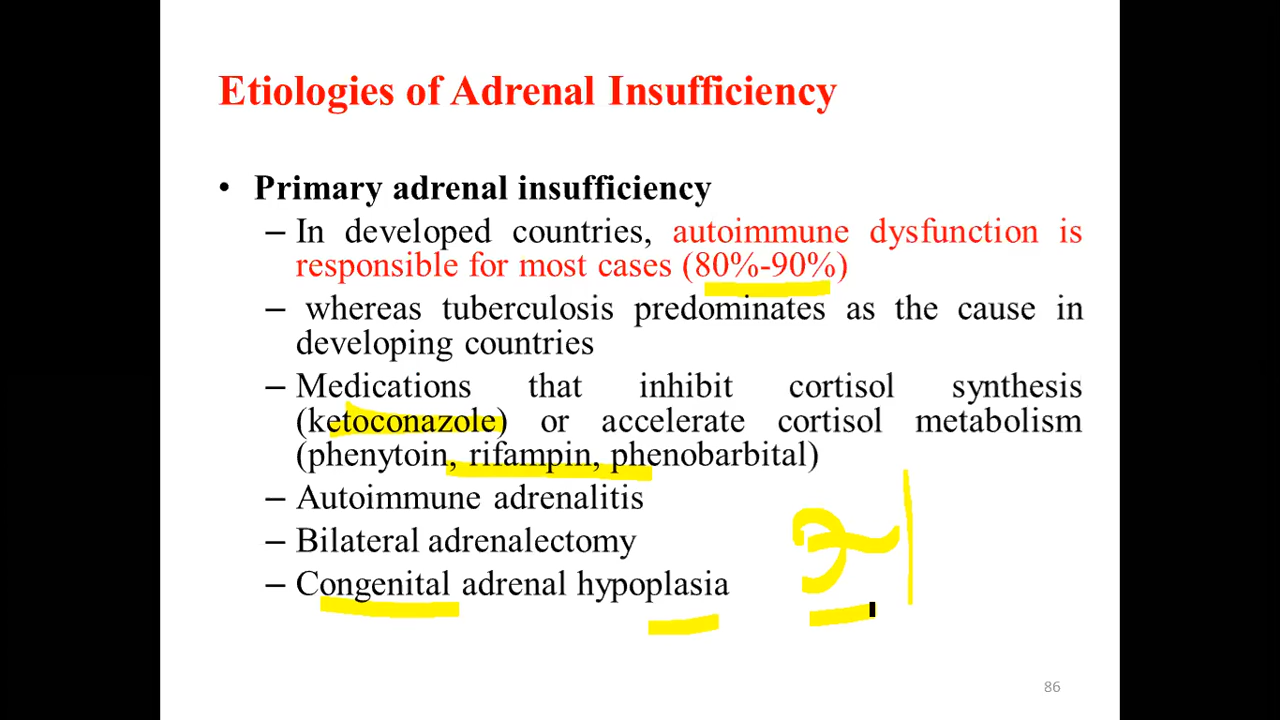 Etiologies of Adrenal Insufficiency
• Primary adrenal insufficiency
– In developed countries, autoimmune dysfunction is
responsible for most cases (80%-90%)
– whereas tuberculosis predominates as the cause in
developing countries
– Medications that inhibit cortisol synthesis
(ketoconazole) or accelerate cortisol metabolism
(phenytoin, rifampin, phenobarbital)
– Autoimmune adrenalitis
– Bilateral adrenalectomy
– Congenital adrenal hypoplasia
86